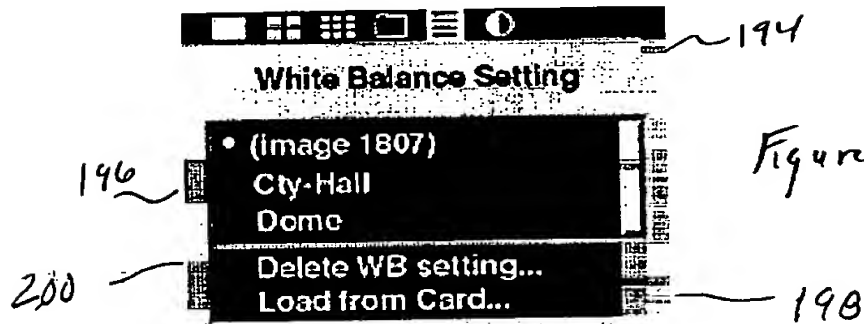 194
White Balance Setting
• (image 1807)
Figure
196
Cty-Hall
Dome
200
Delete WB setting...
Load from Card...
198